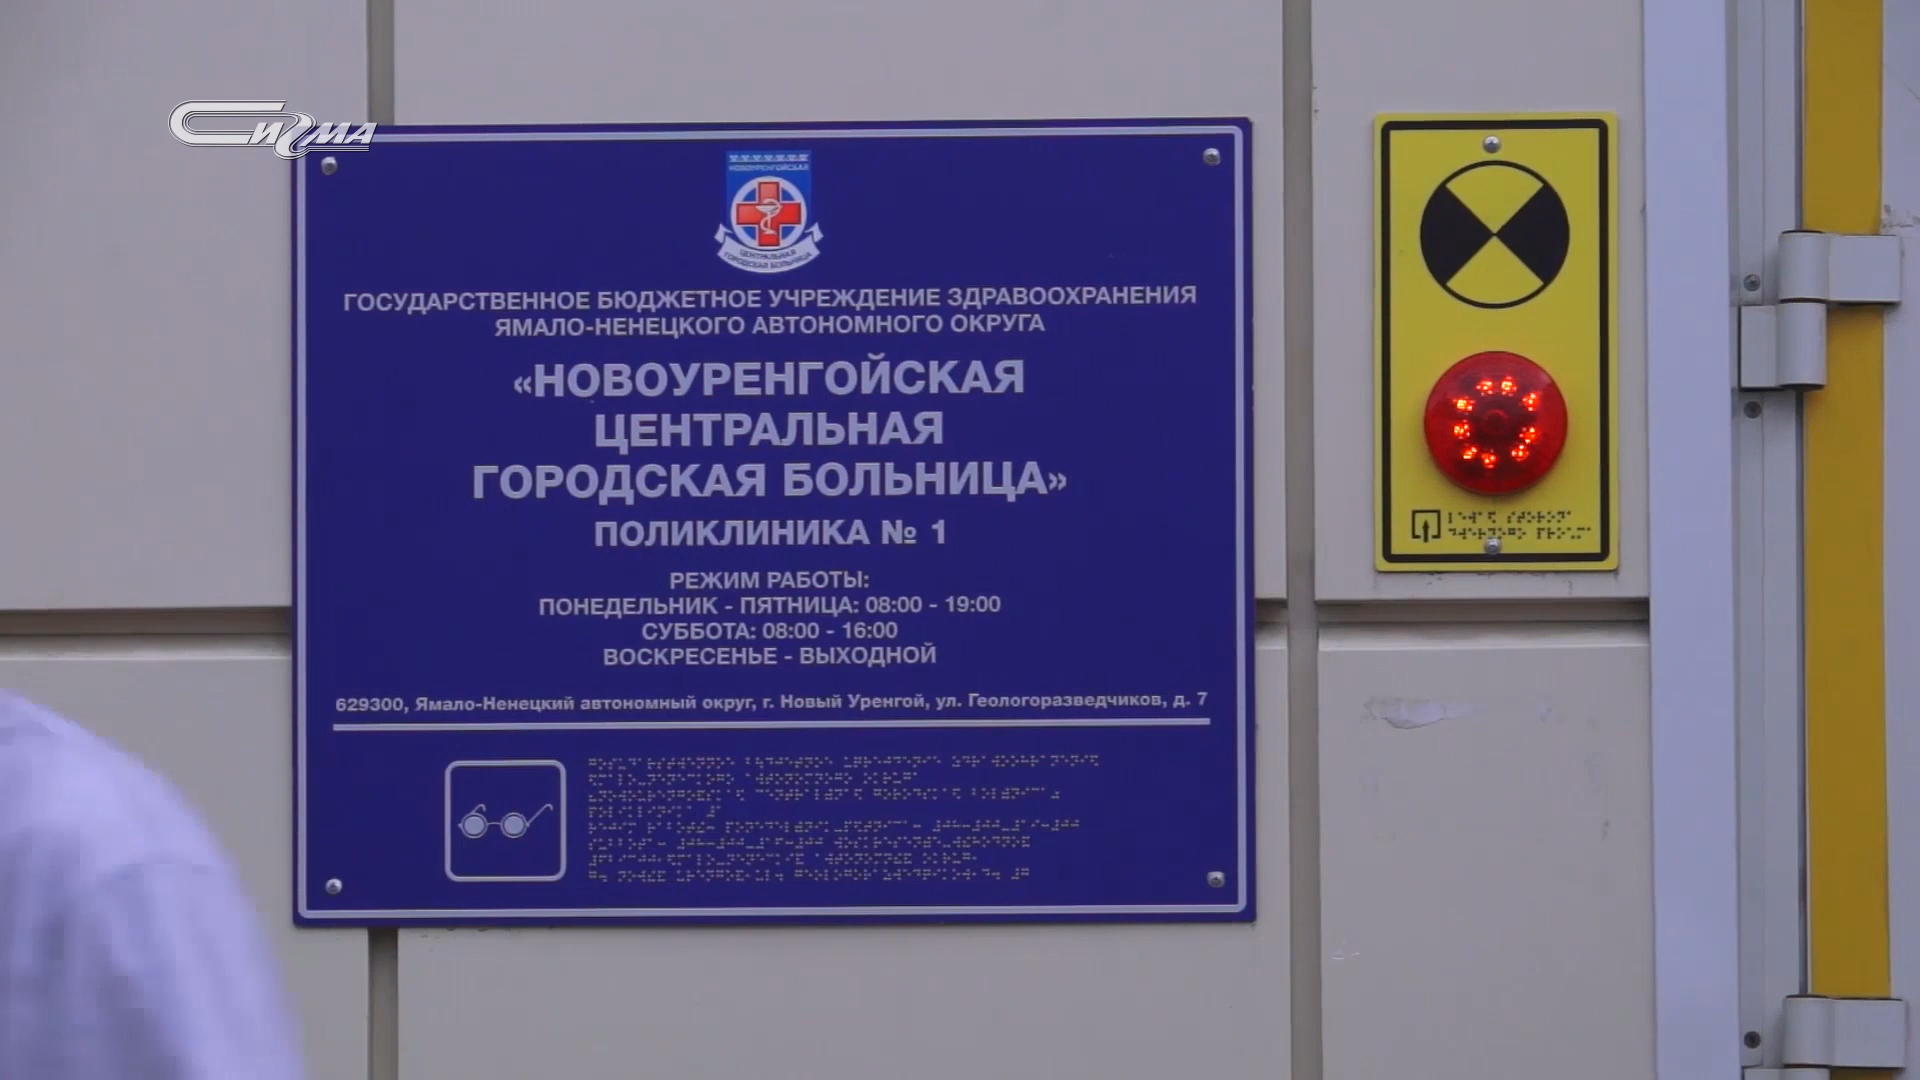 СИГМА
НОВОУРЕНГОЙСКАЯ
ЦЕНТРАЛЬНАЯ
ГОРОДСКАЯ БОЛЬНИЦА
ГОСУДАРСТВЕННОЕ БЮДЖЕТНОЕ УЧРЕЖДЕНИЕ ЗДРАВООХРАНЕНИЯ
ЯМАЛО-НЕНЕЦКОГО АВТОНОМНОГО ОКРУГА
«НОВОУРЕНГОЙСКАЯ
ЦЕНТРАЛЬНАЯ
ГОРОДСКАЯ БОЛЬНИЦА»
ПОЛИКЛИНИКА № 1
РЕЖИМ РАБОТЫ:
ПОНЕДЕЛЬНИК - ПЯТНИЦА: 08:00 - 19:00
СУББОТА: 08:00 - 16:00
ВОСКРЕСЕНЬЕ - ВЫХОДНОЙ
629300, Ямало-Ненецкий автономный округ, г. Новый Уренгой, ул. Геологоразведчиков, д. 7